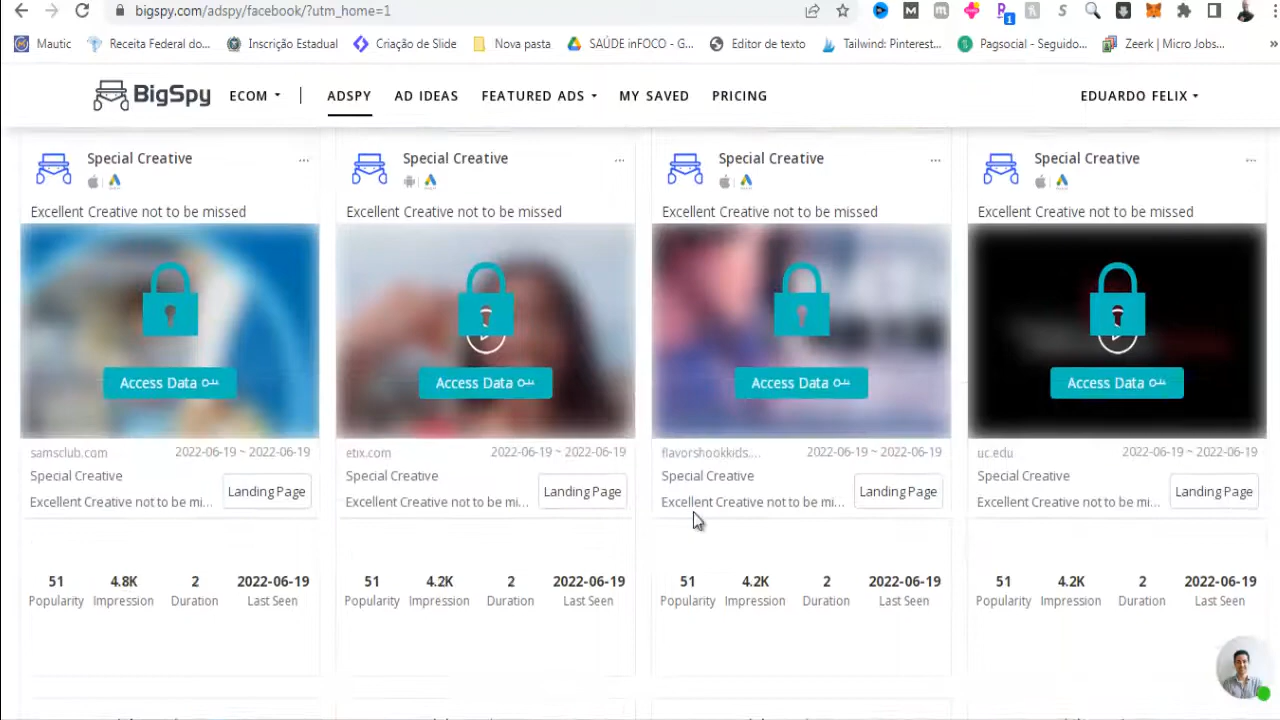 bigspy.com/adspy/facebook/?utm_home=1
Mautic Receita Federal do... Inscrição Estadual Criação de Slide Nova pasta SAÚDE inFOCO - G... Editor de texto Tailwind: Pinterest... Pagsocial - Seguido... Zeerk | Micro Jobs... »
BigSpy ECOM | ADSPY AD IDEAS FEATURED ADS MY SAVED PRICING EDUARDO FELIX
Special Creative ... Special Creative ... Special Creative ... Special Creative ...
Excellent Creative not to be missed Excellent Creative not to be missed Excellent Creative not to be missed Excellent Creative not to be missed
Access Data Access Data Access Data Access Data
samsclub.com 2022-06-19 ~ 2022-06-19 etix.com 2022-06-19 ~ 2022-06-19 flavorshookkids.... 2022-06-19 ~ 2022-06-19 uc.edu 2022-06-19 ~ 2022-06-19
Special Creative Special Creative Special Creative Special Creative
Landing Page Landing Page Landing Page Landing Page
Excellent Creative not to be mi... Excellent Creative not to be mi... Excellent Creative not to be mi... Excellent Creative not to be mi...
51 4.8K 2 2022-06-19 51 4.2K 2 2022-06-19 51 4.2K 2 2022-06-19 51 4.2K 2 2022-06-19
Popularity Impression Duration Last Seen Popularity Impression Duration Last Seen Popularity Impression Duration Last Seen Popularity Impression Duration Last Seen